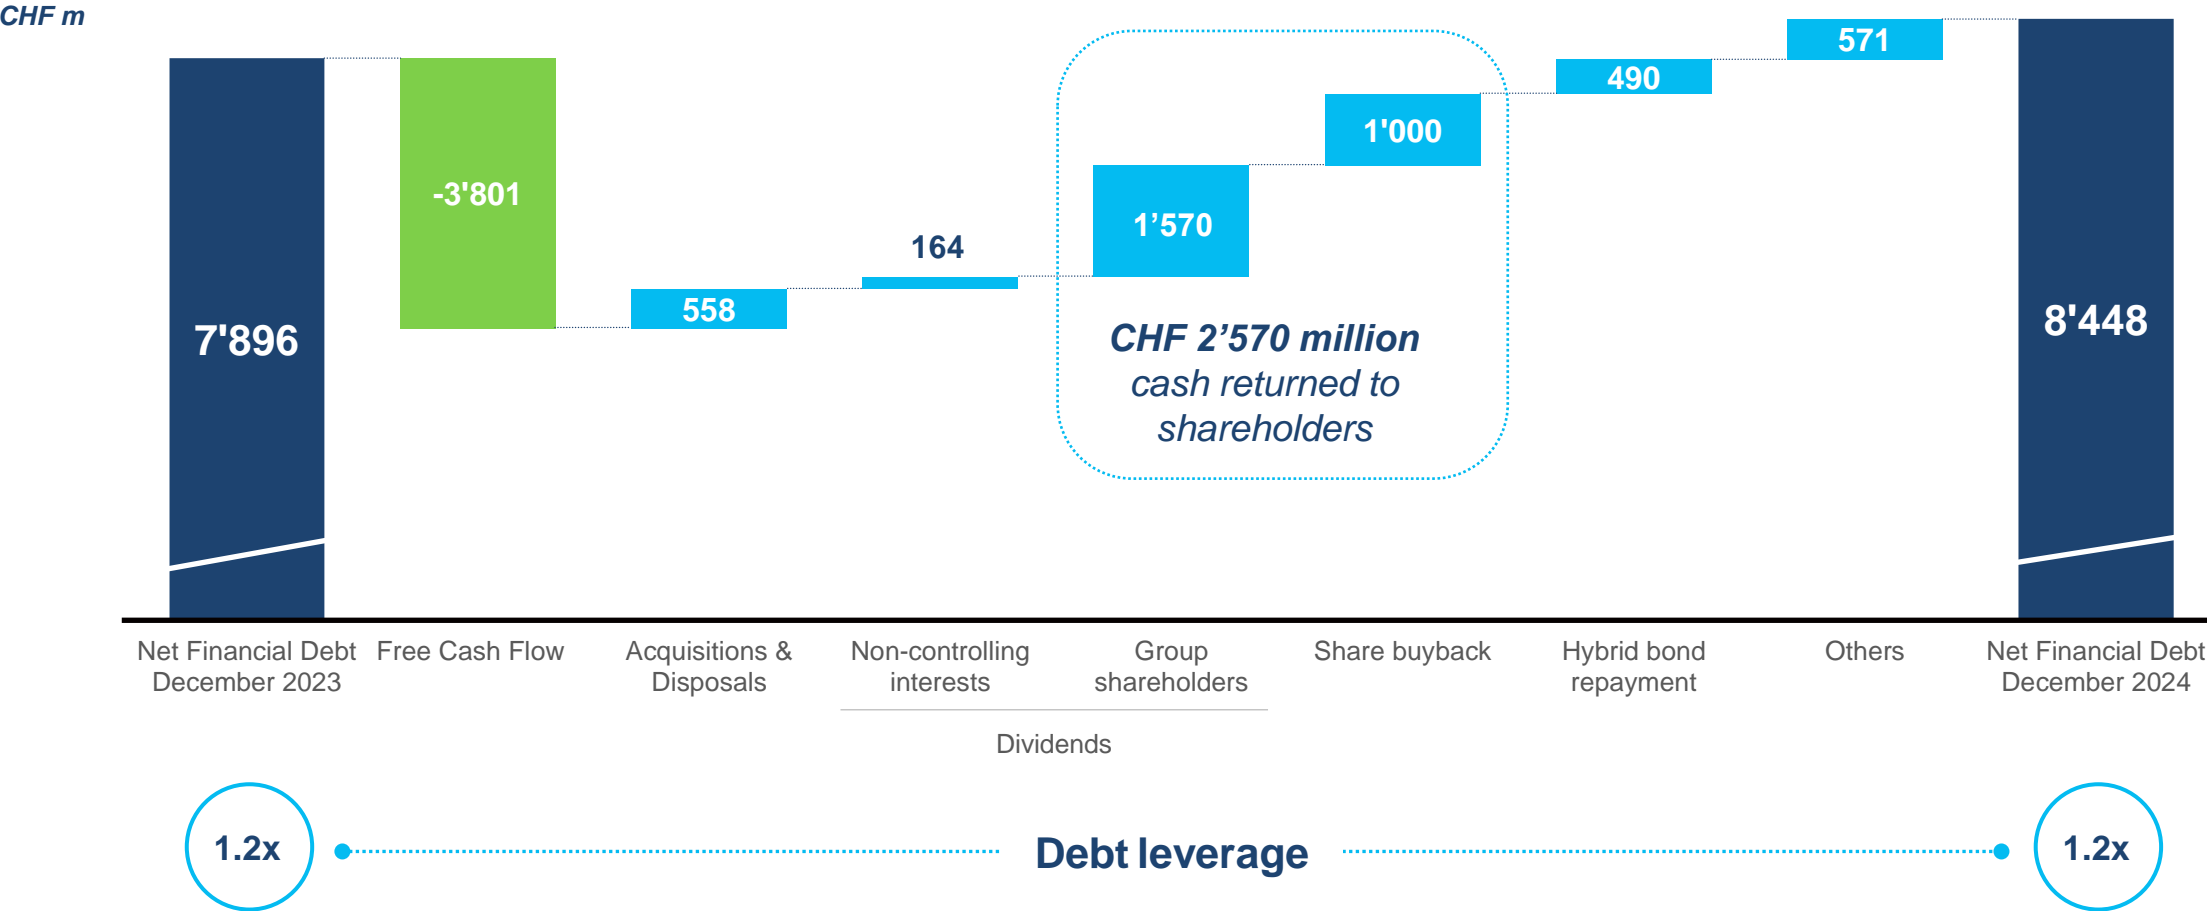 CHF m
7'896
-3'801
558
164
1’570
1'000
490
571
8'448
CHF 2’570 million
cash returned to
shareholders
Net Financial Debt
December 2023
Free Cash Flow
Acquisitions &
Disposals
Non-controlling
interests
Group
shareholders
Share buyback
Hybrid bond
repayment
Others
Net Financial Debt
December 2024
Dividends
1.2x
Debt leverage
1.2x